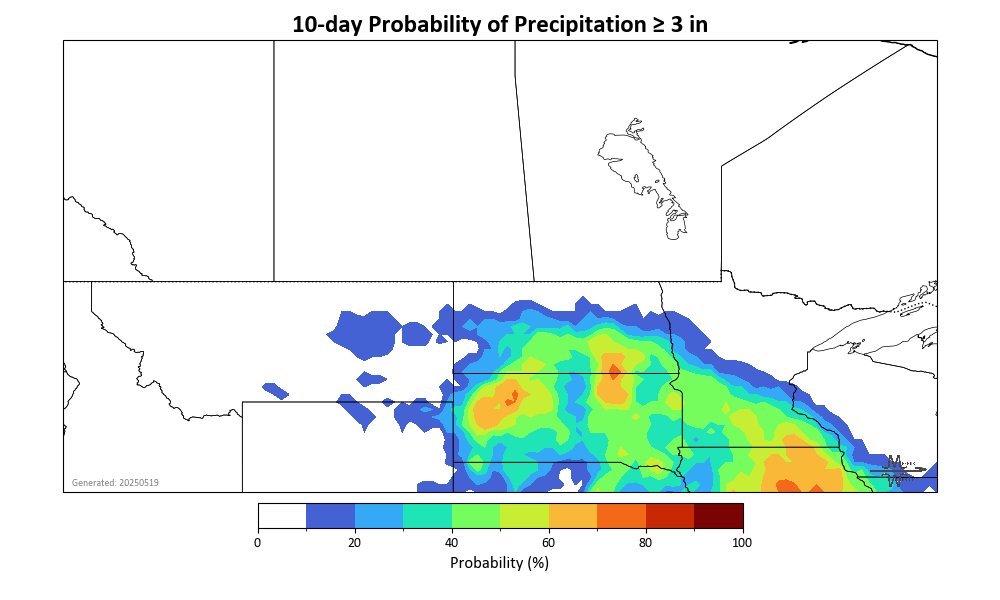 10-day Probability of Precipitation ≥ 3 in
Generated: 20250519
0 20 40 60 80 100
Probability (%)